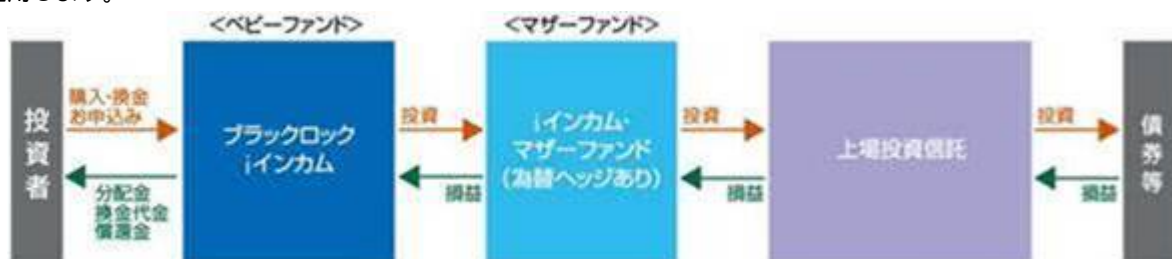 します。
<ベビーファンド>
<マザーファンド>
投資者
購入・換金
お申込み
分配金
換金代金
償還金
ブラックロック
iインカム
投資
損益
iインカム・
マザーファンド
(為替ヘッジあり)
投資
損益
上場投資信託
投資
損益
債券等